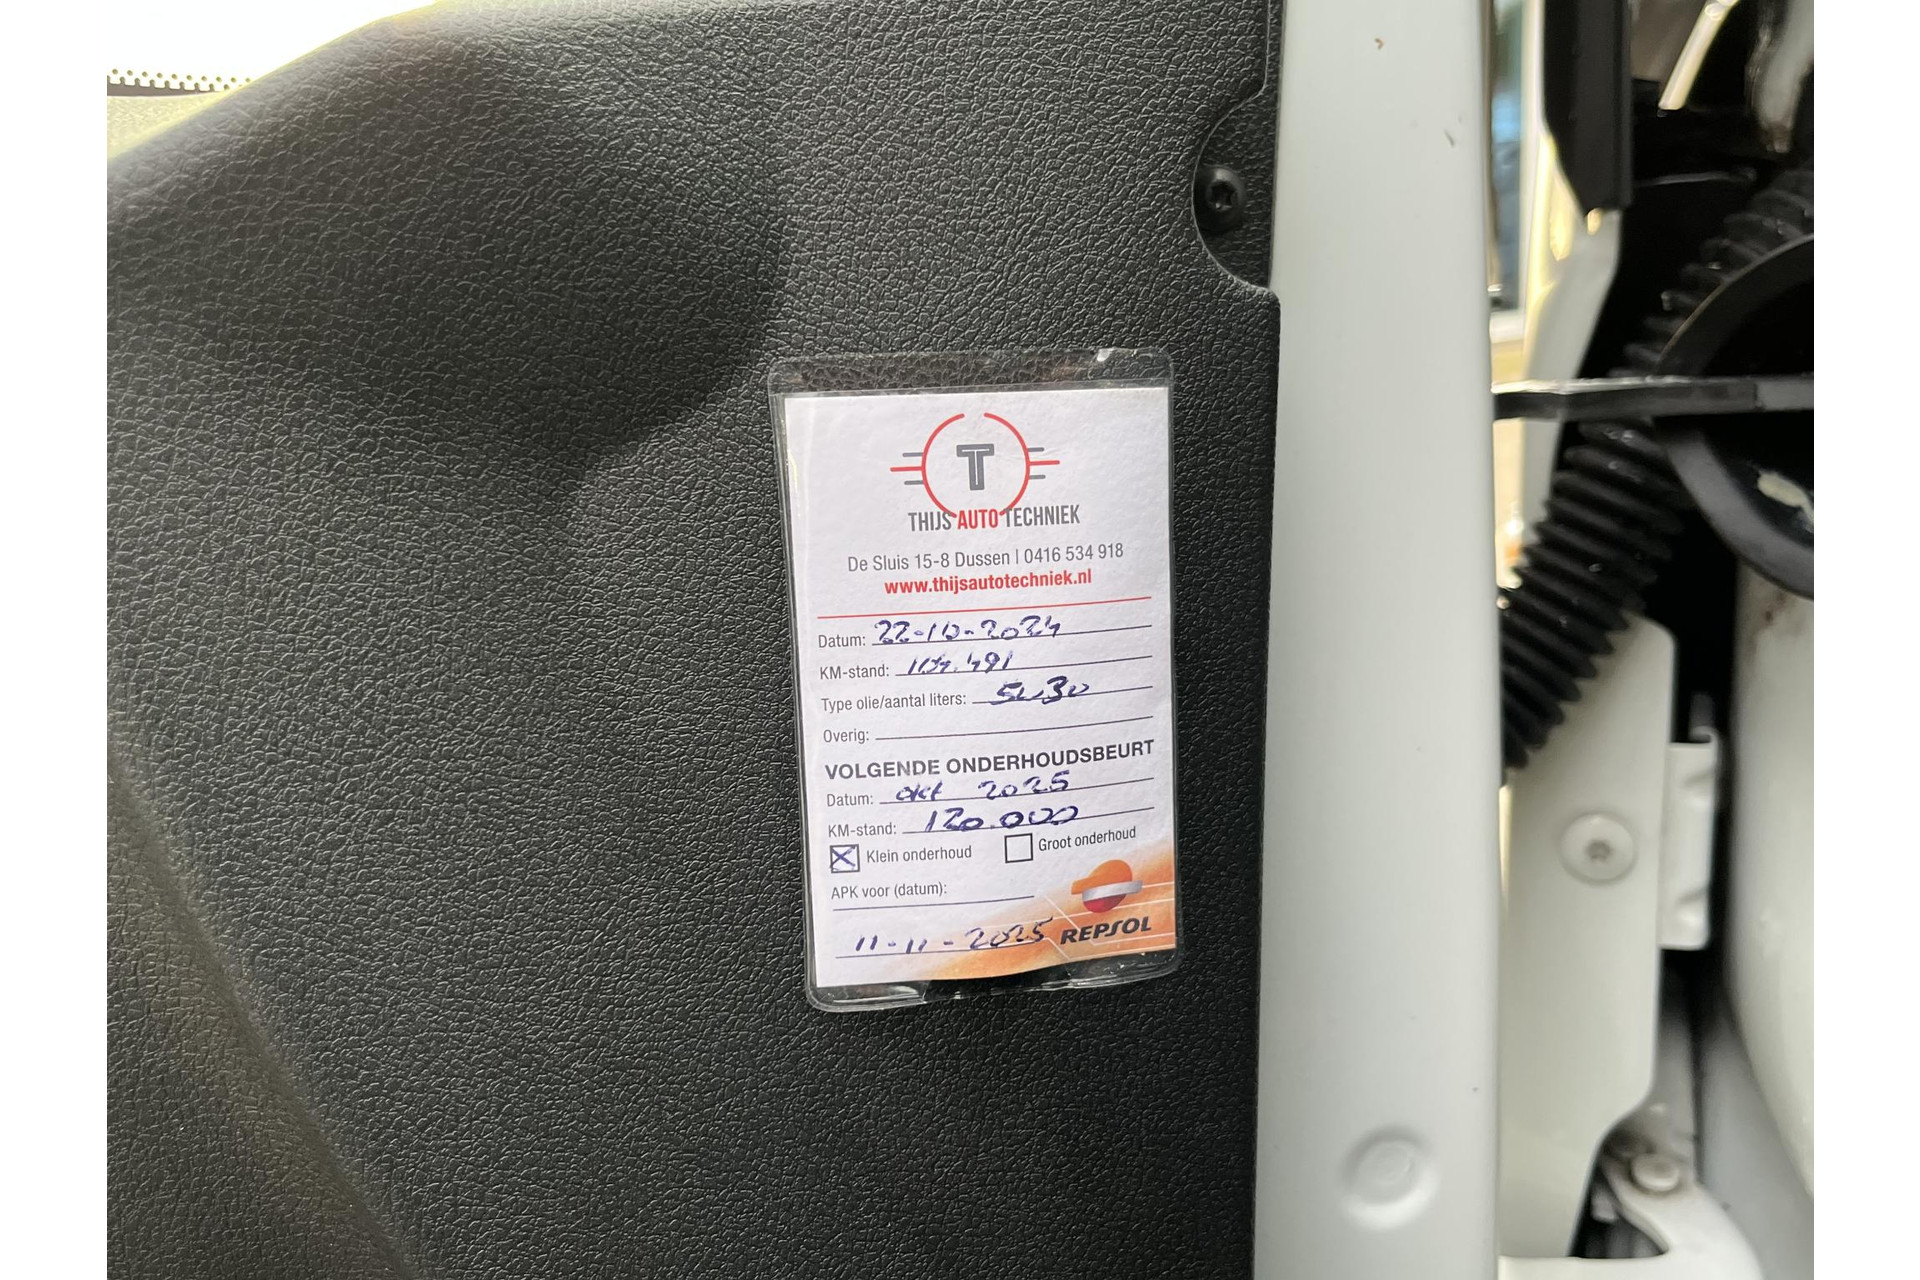 T
THIJS AUTO TECHNIEK
De Sluis 15-8 Dussen | 0416 534 918
www.thijsautotechniek.nl
Datum: 22-10-2024
KM-stand:
Type olie/aantal liters: 5w30
Overig:
VOLGENDE ONDERHOUDSBEURT
Datum: okt 2025
KM-stand: 120.000
Klein onderhoud Groot onderhoud
APK voor (datum):
11-11-2025 REPSOL